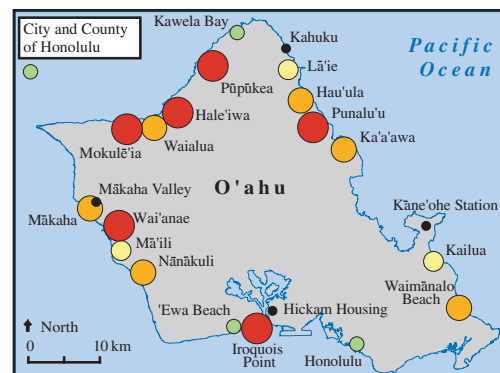 City and County
of Honolulu
Kawela Bay
Kahuku
Pacific
Ocean
Lā'ie
Pūpūkea
Hau'ula
Hale'iwa
Punalu'u
Mokulē'ia
Waialua
Ka'a'awa
Mākaha Valley
O'ahu
Kāne'ohe Station
Mākaha
Wai'anae
Mā'ili
Kailua
Nānākuli
Waimānalo
Beach
'Ewa Beach
Hickam Housing
North
Iroquois
Point
Honolulu
0 10 km